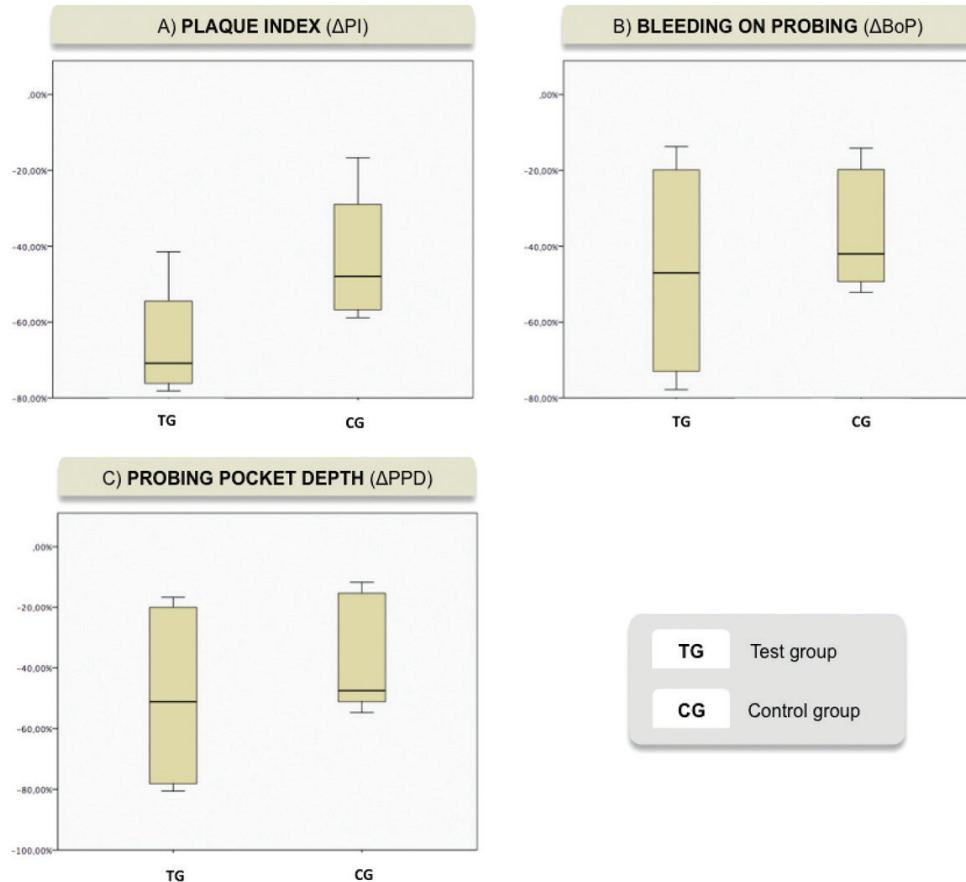 A) PLAQUE INDEX (ΔPI)
,00%
-20,00%
-40,00%
-60,00%
-80,00%
TG
CG
B) BLEEDING ON PROBING (ΔBoP)
,00%
-20,00%
-40,00%
-60,00%
-80,00%
TG
CG
C) PROBING POCKET DEPTH (ΔPPD)
,00%
-20,00%
-40,00%
-60,00%
-80,00%
-100,00%
TG
CG
TG Test group
CG Control group